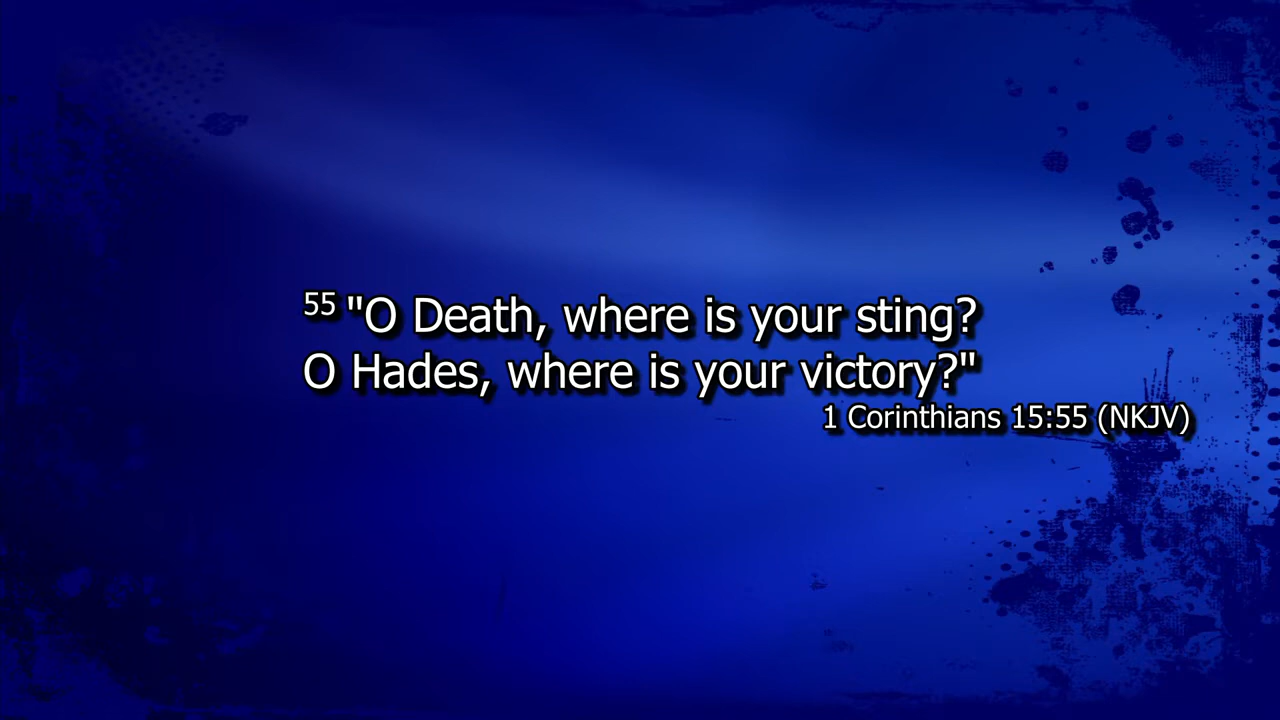 55 "O Death, where is your sting?
O Hades, where is your victory?"
1 Corinthians 15:55 (NKJV)